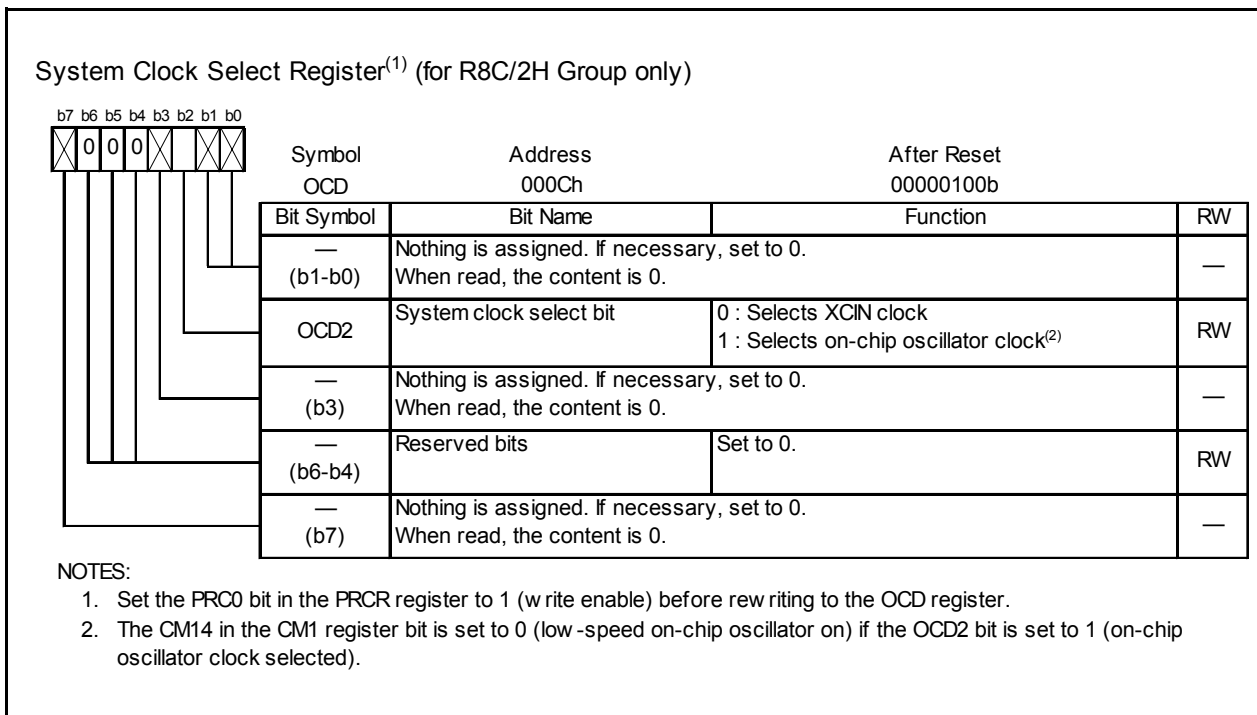 System Clock Select Register(1) (for R8C/2H Group only)
b7 b6 b5 b4 b3 b2 b1 b0
0 0 0
Symbol Address After Reset
OCD 000Ch 00000100b
Bit Symbol Bit Name Function RW
— Nothing is assigned. If necessary, set to 0.
(b1-b0) When read, the content is 0. —
OCD2 System clock select bit 0 : Selects XCIN clock
1 : Selects on-chip oscillator clock(2) RW
— Nothing is assigned. If necessary, set to 0.
(b3) When read, the content is 0. —
— Reserved bits Set to 0.
(b6-b4) RW
— Nothing is assigned. If necessary, set to 0.
(b7) When read, the content is 0. —
NOTES:
1. Set the PRC0 bit in the PRCR register to 1 (w rite enable) before rew riting to the OCD register.
2. The CM14 in the CM1 register bit is set to 0 (low -speed on-chip oscillator on) if the OCD2 bit is set to 1 (on-chip
oscillator clock selected).